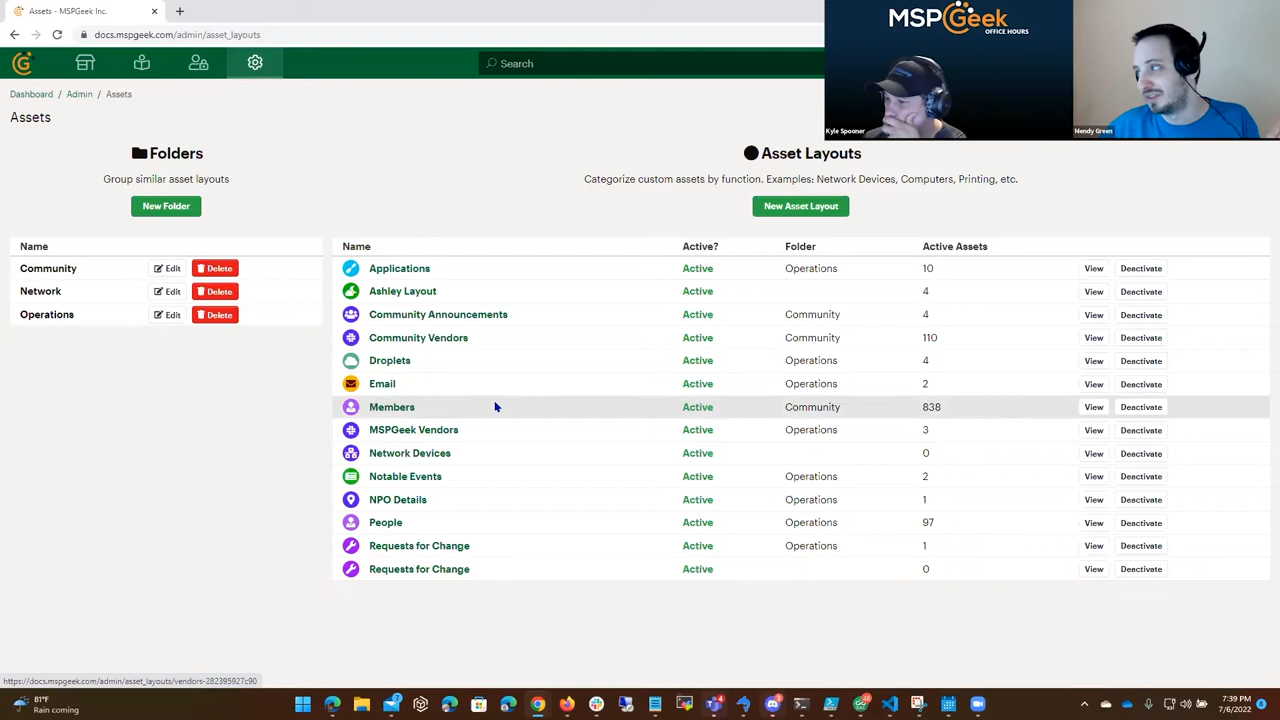 Assets - MSPGeek Inc.
docs.mspgeek.com/admin/asset_layouts
Search
MSPGeek
OFFICE HOURS
Kyle Spooner
Mendy Green
Dashboard / Admin / Assets
Assets
Folders
Group similar asset layouts
New Folder
Asset Layouts
Categorize custom assets by function. Examples: Network Devices, Computers, Printing, etc.
New Asset Layout
Name
Community Edit Delete
Network Edit Delete
Operations Edit Delete
Name Active? Folder Active Assets
Applications Active Operations 10 View Deactivate
Ashley Layout Active 4 View Deactivate
Community Announcements Active Community 4 View Deactivate
Community Vendors Active Community 110 View Deactivate
Droplets Active Operations 4 View Deactivate
Email Active Operations 2 View Deactivate
Members Active Community 838 View Deactivate
MSPGeek Vendors Active Operations 3 View Deactivate
Network Devices Active 0 View Deactivate
Notable Events Active Operations 2 View Deactivate
NPO Details Active Operations 1 View Deactivate
People Active Operations 97 View Deactivate
Requests for Change Active Operations 1 View Deactivate
Requests for Change Active 0 View Deactivate
https://docs.mspgeek.com/admin/asset_layouts/vendors-282395927c90
81°F
Rain coming
7:39 PM
7/6/2022